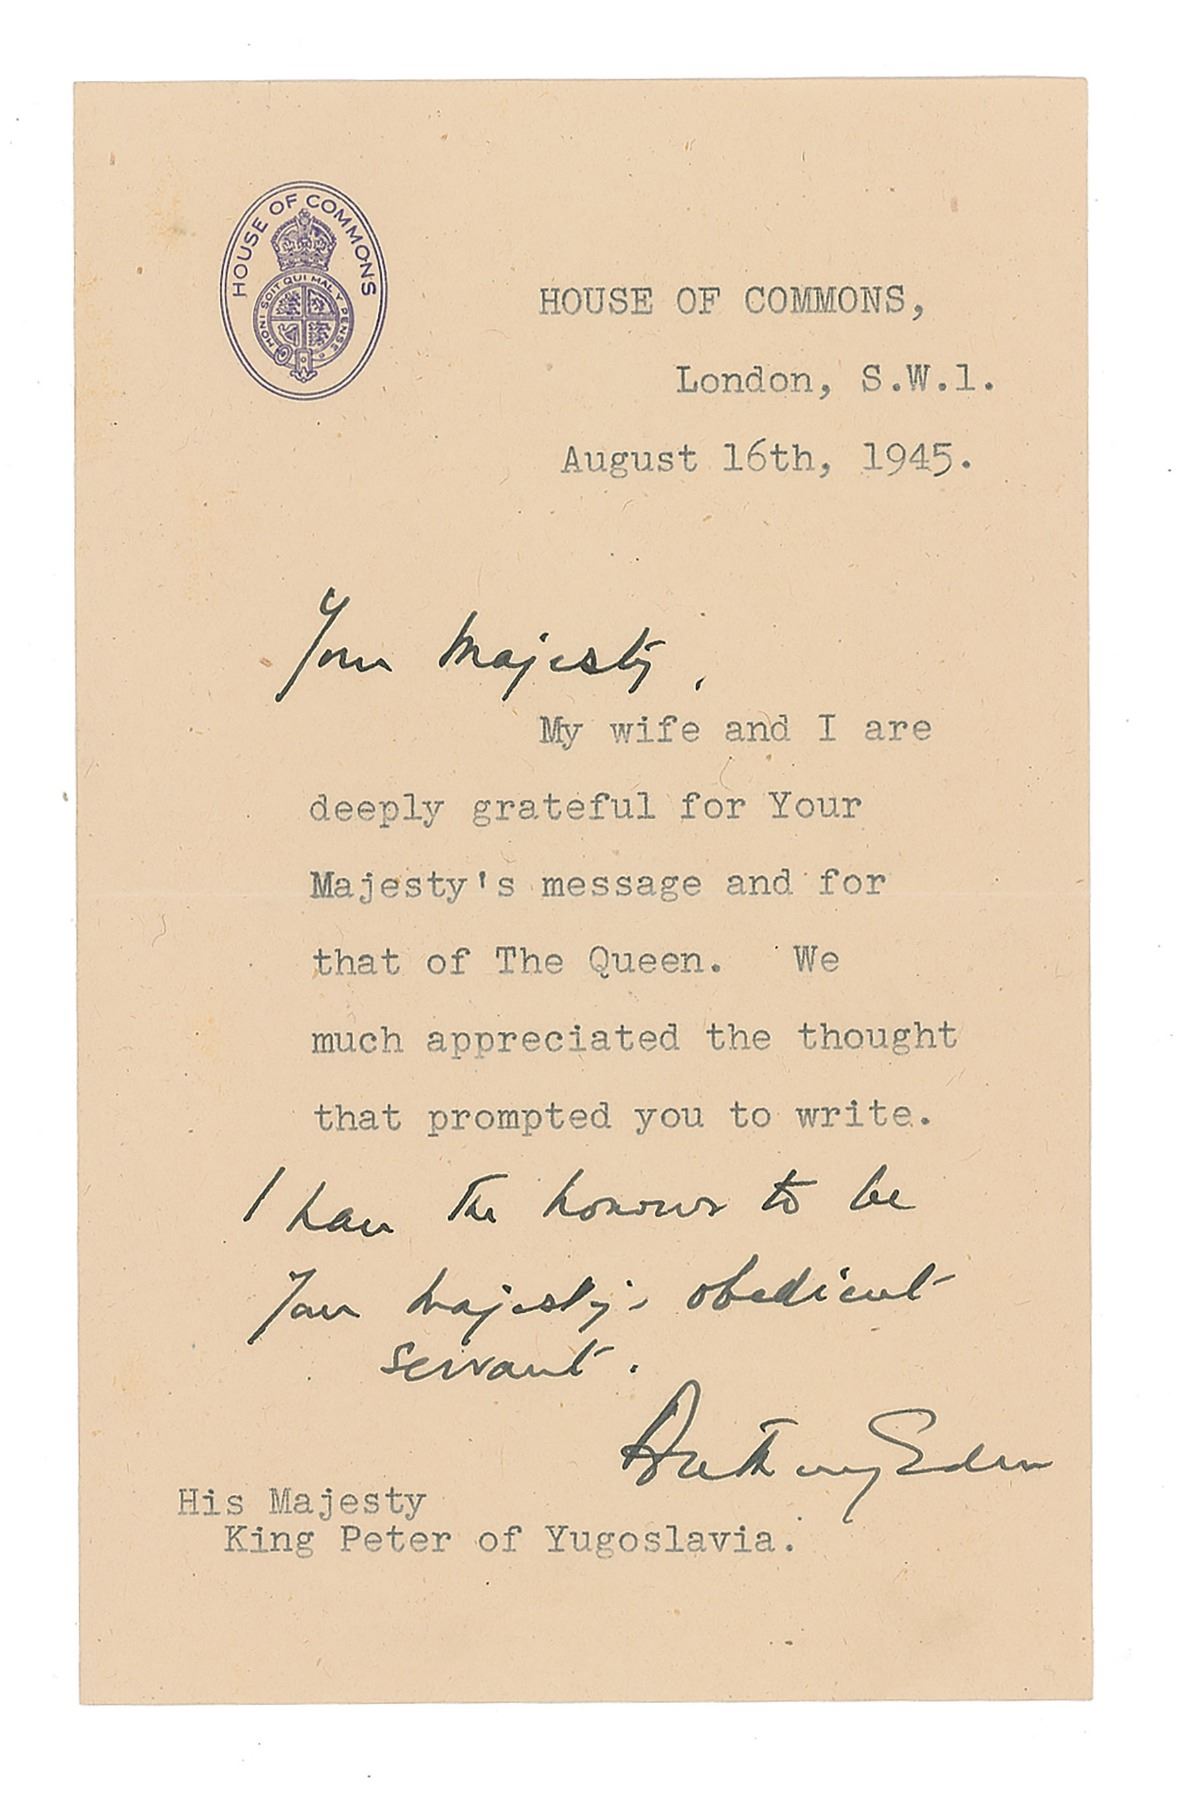 HOUSE OF COMMONS
HONI SOIT QUI MAL Y PENSE
HOUSE OF COMMONS,
London, S.W.1.
August 16th, 1945.
Your Majesty,
My wife and I are
deeply grateful for Your
Majesty's message and for
that of The Queen. We
much appreciated the thought
that prompted you to write.
I have the honour to be
Your Majesty's obedient
servant.
Anthony Eden
His Majesty
King Peter of Yugoslavia.